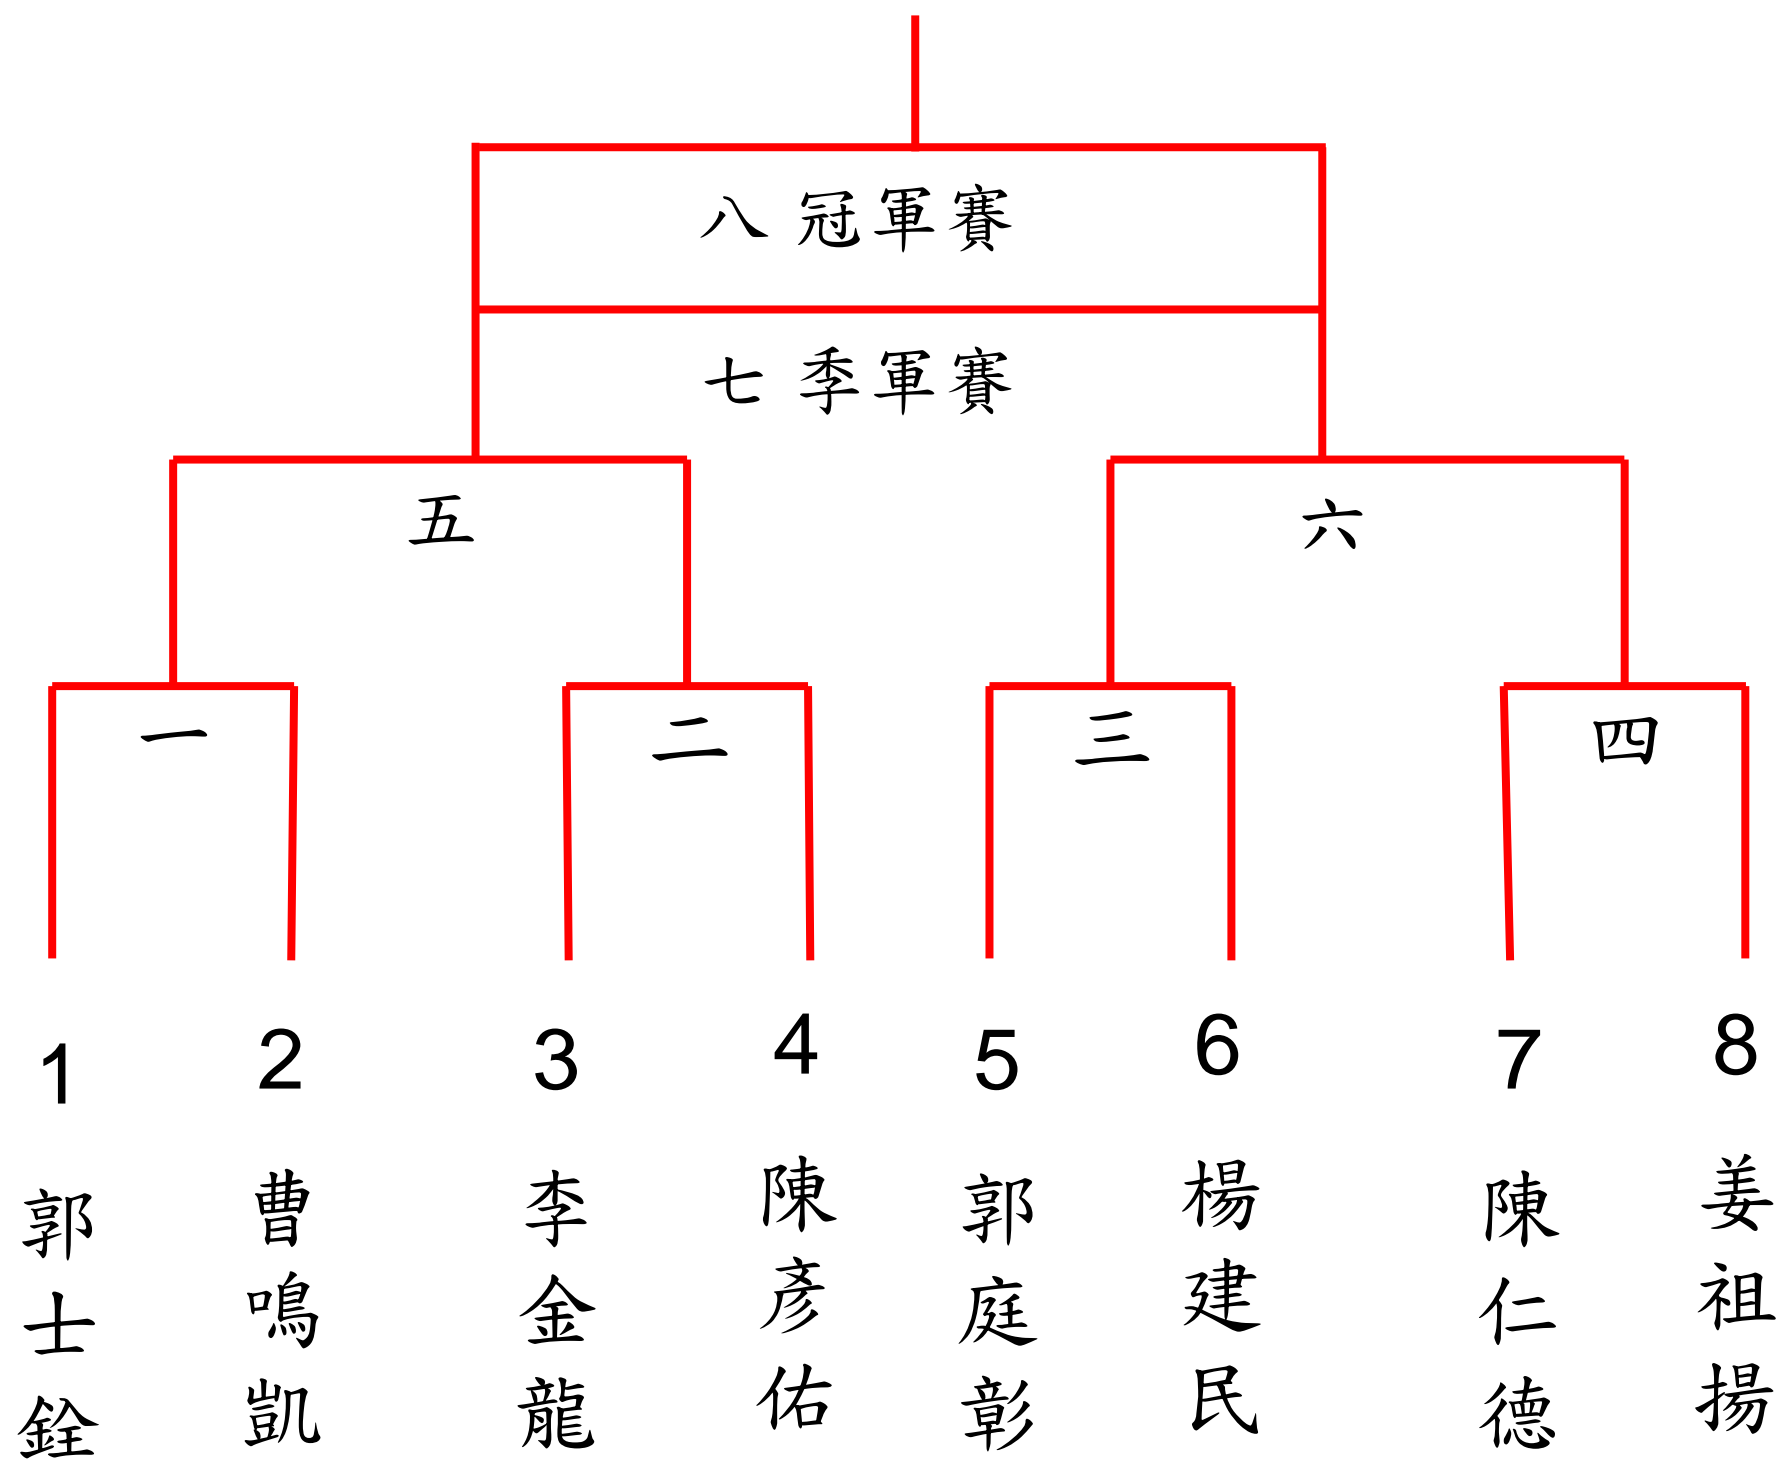 八 冠軍賽
七 季軍賽
五
六
一
二
三
四
1
2
3
4
5
6
7
8
郭士銓
曹鳴凱
李金龍
陳彥佑
郭庭彰
楊建民
陳仁德
姜祖揚